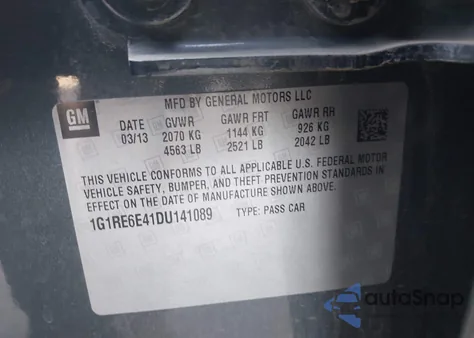 MFD BY GENERAL MOTORS LLC
GM
DATE GVWR GAWR FRT GAWR RR
03/13 2070 KG 1144 KG 926 KG
4563 LB 2521 LB 2042 LB
THIS VEHICLE CONFORMS TO ALL APPLICABLE U.S. FEDERAL MOTOR
VEHICLE SAFETY, BUMPER, AND THEFT PREVENTION STANDARDS IN
EFFECT ON THE DATE OF MANUFACTURE SHOWN ABOVE.
1G1RE6E41DU141089 TYPE: PASS CAR
autoSnap